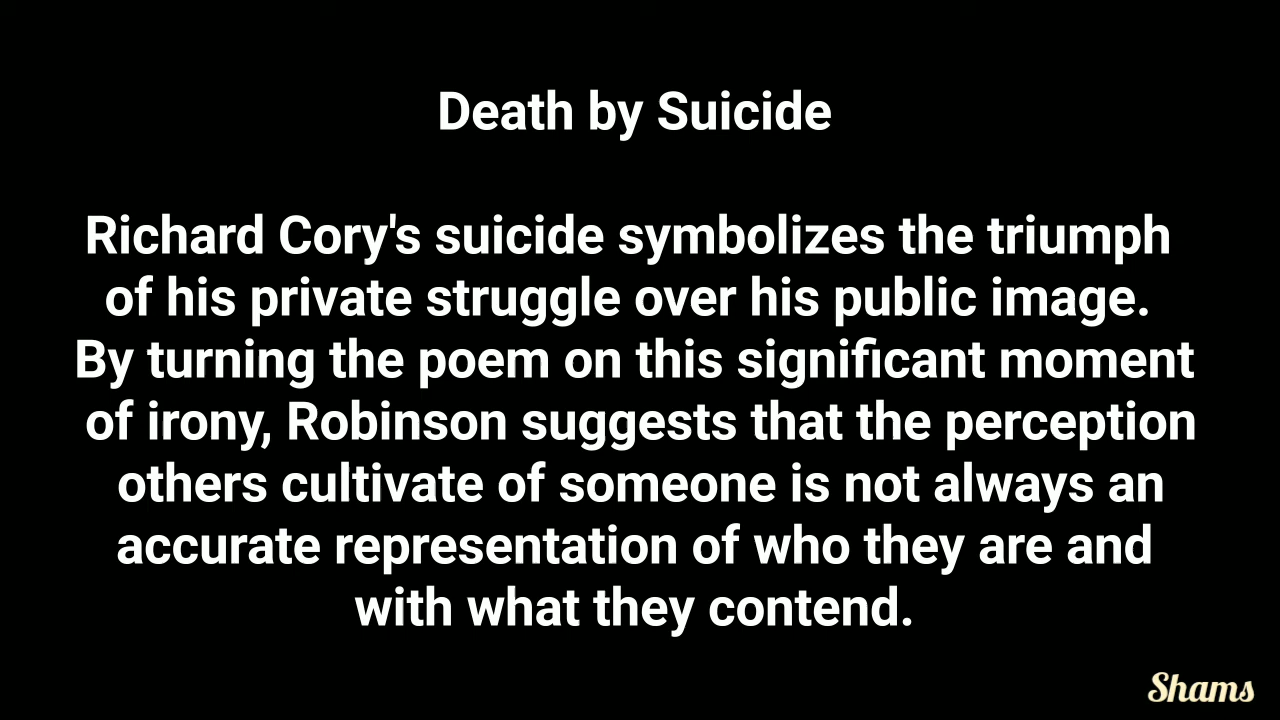 Death by Suicide
Richard Cory's suicide symbolizes the triumph
of his private struggle over his public image.
By turning the poem on this significant moment
of irony, Robinson suggests that the perception
others cultivate of someone is not always an
accurate representation of who they are and
with what they contend.
Shams